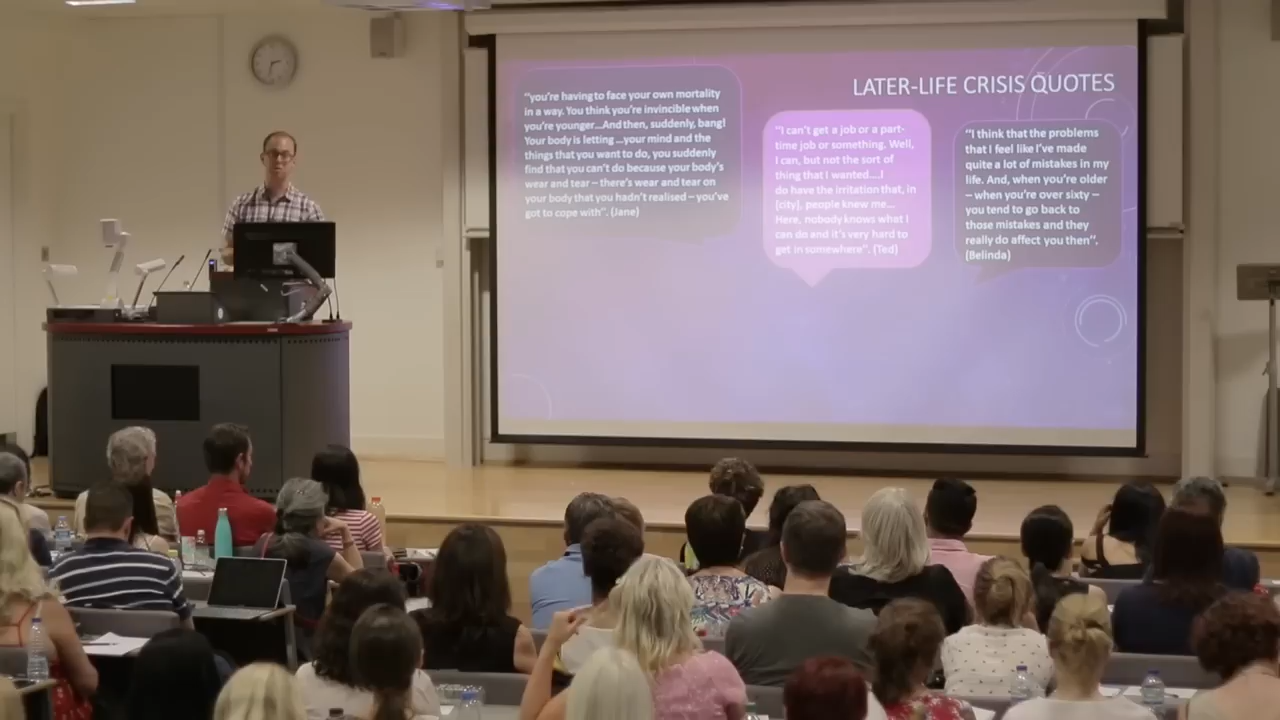 LATER-LIFE CRISIS QUOTES
"you're having to face your own mortality
in a way. You think you're invincible when
you're younger...And then, suddenly, bang!
Your body is letting ...your mind and the
things that you want to do, you suddenly
find that you can't do because your body's
wear and tear – there's wear and tear on
your body that you hadn't realised – you've
got to cope with". (Jane)
"I can't get a job or a part-
time job or something. Well,
I can, but not the sort of
thing that I wanted....I
do have the irritation that, in
[city], people knew me...
Here, nobody knows what I
can do and it's very hard to
get in somewhere". (Ted)
"I think that the problems
that I feel like I've made
quite a lot of mistakes in my
life. And, when you're older
– when you're over sixty –
you tend to go back to
those mistakes and they
really do affect you then".
(Belinda)